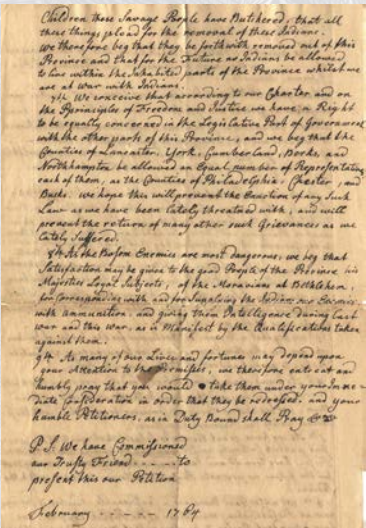 Children these Savage People have Butchered; that all
these things plead for the removal of these Indians.
we therefore beg that they be forthwith removed out of this
Province and that for the Future no Indians be allowed
to live within the Inhabited parts of the Province whilst we
are at war with Indians.
7th We conceive that according to our Charter and on
the Principles of Freedom and Justice we have a Right
to be equally concerned in the Legislative Part of Government
with the other parts of this Province, and we beg that the
Counties of Lancaster, York, Cumberland, Berks, and
Northampton be allowed an Equal number of Representatives
each of them, as the Counties of Philadelphia, Chester, and
Bucks. we hope this will prevent the Enaction of any Such
Law as we have been lately threatned with, and will
prevent the return of many other such Grievances as we
lately Suffered.
8th As the Bosom Enemies are most dangerous, we beg that
Satisfaction may be given to the good People of the Province his
Majesties Loyal Subjects, of the Moravians at Bethlehem,
for Corresponding with and for Supplying the Indians our Enemies
with Ammunition, and giving them Intelligence during last
war and this war, as is Manifest by the Qualifications taken
against them.
9th As many of our Lives and fortunes may depend upon
your Attention to the Promises, we therefore entreat and
humbly pray that you would take them under your Imme-
diate Consideration in order that they be redressed. and your
humble Petitioners, as in Duty Bound shall Pray &c
P.S. We have Commissioned
our Trusty Friend - - - - - to
present this our Petition
February - - - - - 1764